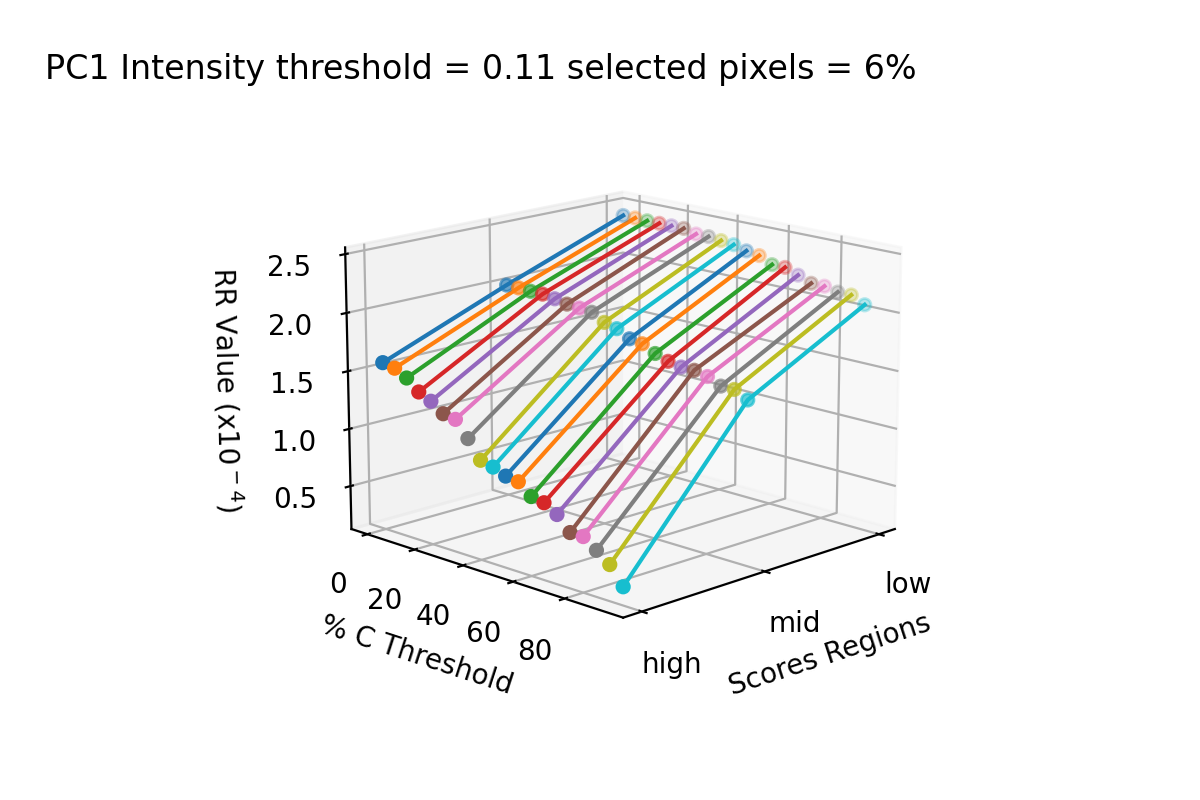 PC1 Intensity threshold = 0.11 selected pixels = 6%
2.5
2.0
1.5
1.0
0.5
RR Value (x10⁻⁴)
0
20
40
60
80
% C Threshold
high
mid
low
Scores Regions